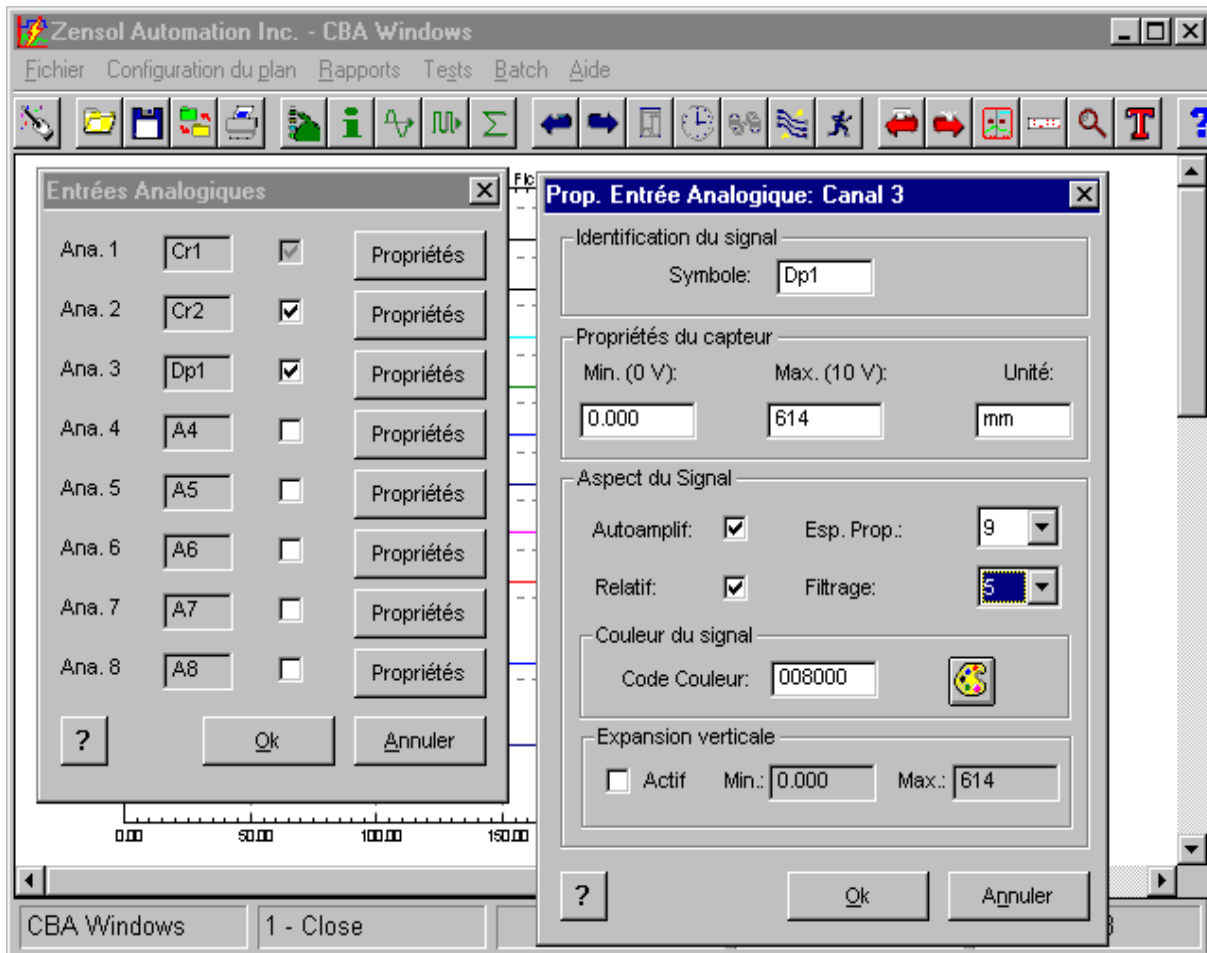 Zensol Automation Inc. - CBA Windows
Fichier Configuration du plan Rapports Tests Batch Aide
Entrées Analogiques
Ana. 1 Cr1 Propriétés
Ana. 2 Cr2 Propriétés
Ana. 3 Dp1 Propriétés
Ana. 4 A4 Propriétés
Ana. 5 A5 Propriétés
Ana. 6 A6 Propriétés
Ana. 7 A7 Propriétés
Ana. 8 A8 Propriétés
? Ok Annuler
0.00 50.00 100.00 150.00
Prop. Entrée Analogique: Canal 3
Identification du signal
Symbole: Dp1
Propriétés du capteur
Min. (0 V): Max. (10 V): Unité:
0.000 614 mm
Aspect du Signal
Autoamplif: Esp. Prop.: 9
Relatif: Filtrage: 5
Couleur du signal
Code Couleur: 008000
Expansion verticale
Actif Min.: 0.000 Max.: 614
? Ok Annuler
CBA Windows 1 - Close